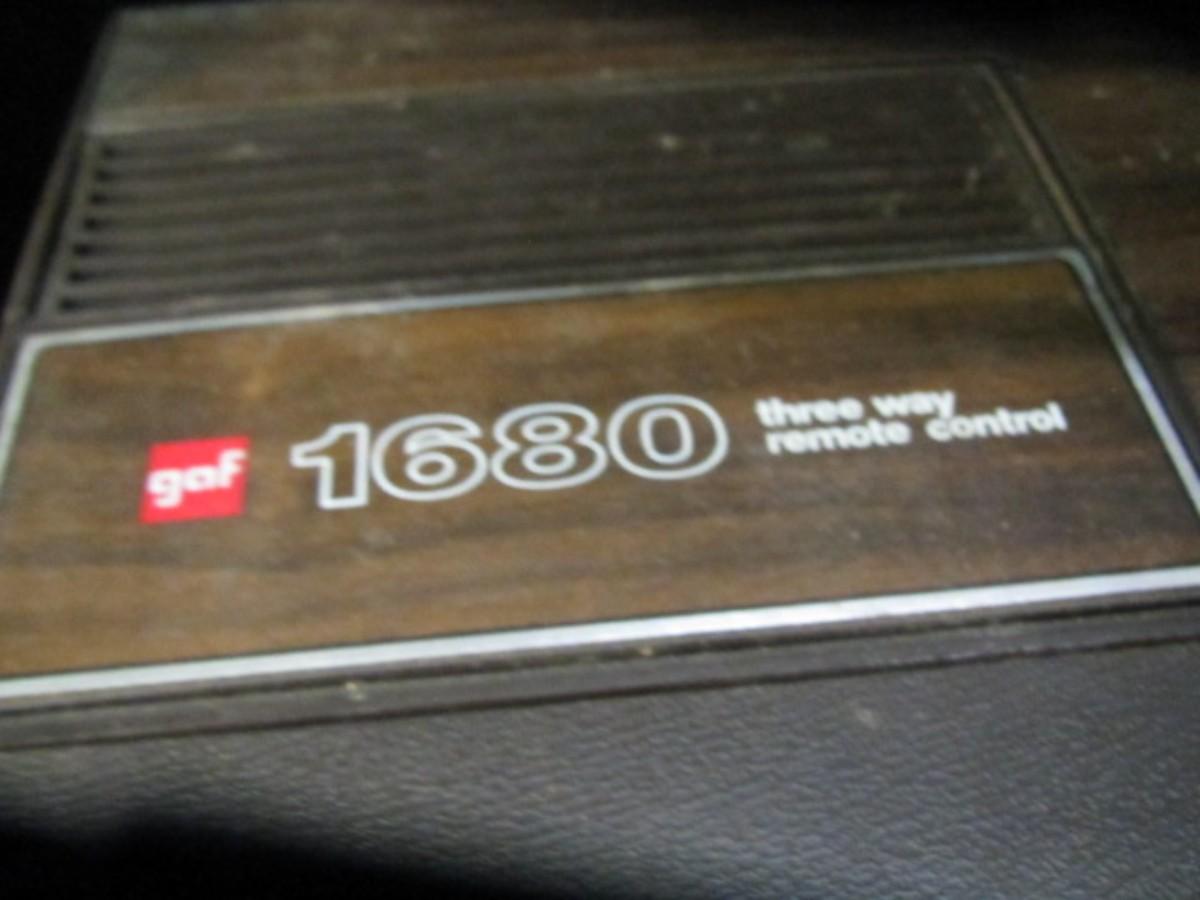 gaf 1680 three way
remote control